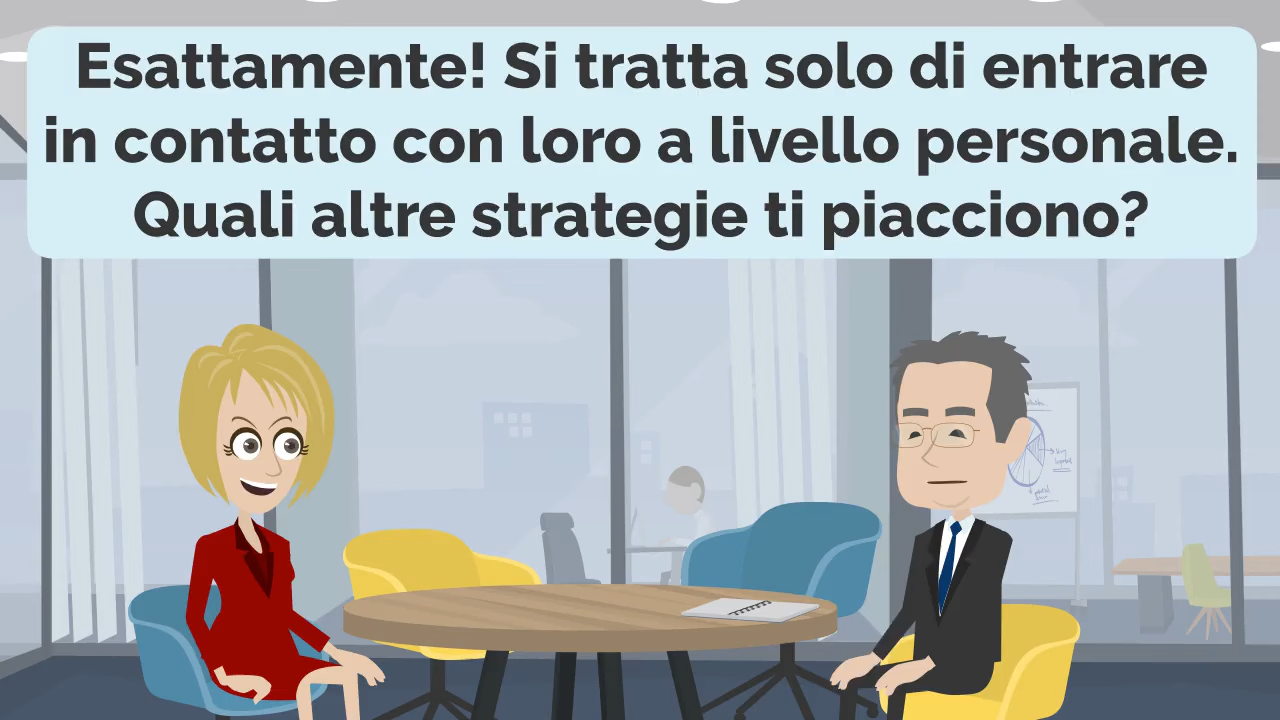 Esattamente! Si tratta solo di entrare
in contatto con loro a livello personale.
Quali altre strategie ti piacciono?